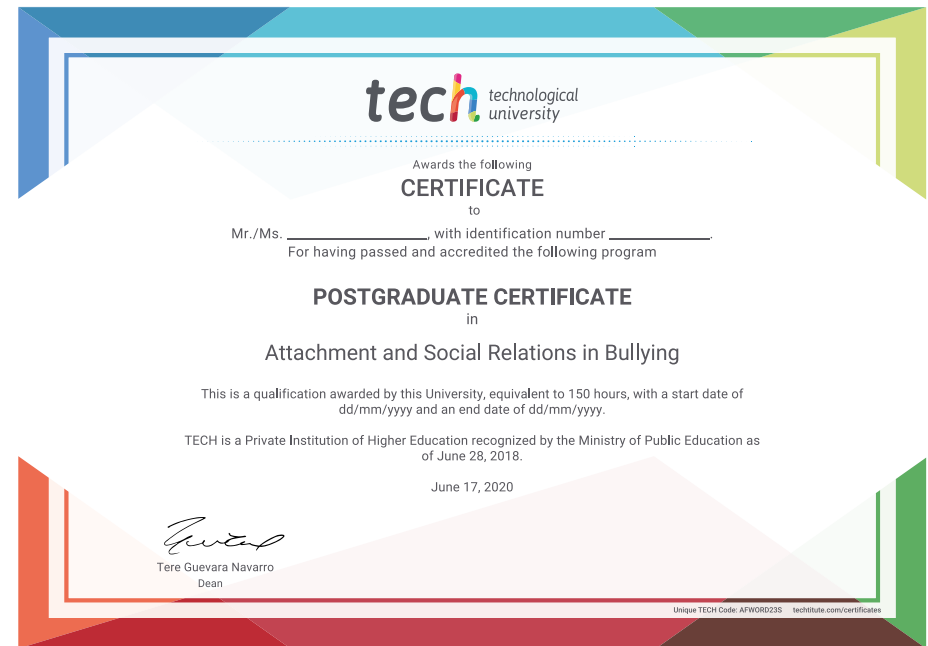 tech technological
university
Awards the following
CERTIFICATE
to
Mr./Ms. ____________________, with identification number ______________.
For having passed and accredited the following program
POSTGRADUATE CERTIFICATE
in
Attachment and Social Relations in Bullying
This is a qualification awarded by this University, equivalent to 150 hours, with a start date of
dd/mm/yyyy and an end date of dd/mm/yyyy.
TECH is a Private Institution of Higher Education recognized by the Ministry of Public Education as
of June 28, 2018.
June 17, 2020
Tere Guevara Navarro
Dean
Unique TECH Code: AFWORD23S techtitute.com/certificates